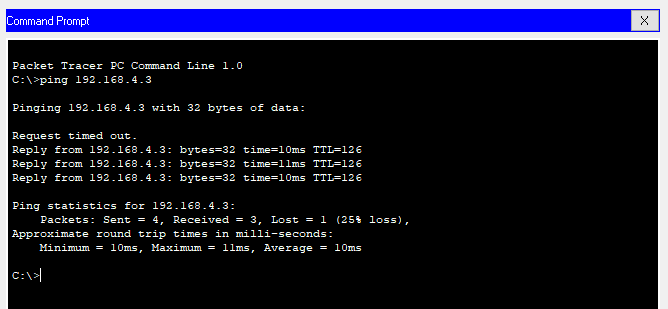 Command Prompt
X
Packet Tracer PC Command Line 1.0
C:\>ping 192.168.4.3
Pinging 192.168.4.3 with 32 bytes of data:
Request timed out.
Reply from 192.168.4.3: bytes=32 time=10ms TTL=126
Reply from 192.168.4.3: bytes=32 time=11ms TTL=126
Reply from 192.168.4.3: bytes=32 time=10ms TTL=126
Ping statistics for 192.168.4.3:
    Packets: Sent = 4, Received = 3, Lost = 1 (25% loss),
Approximate round trip times in milli-seconds:
    Minimum = 10ms, Maximum = 11ms, Average = 10ms
C:\>